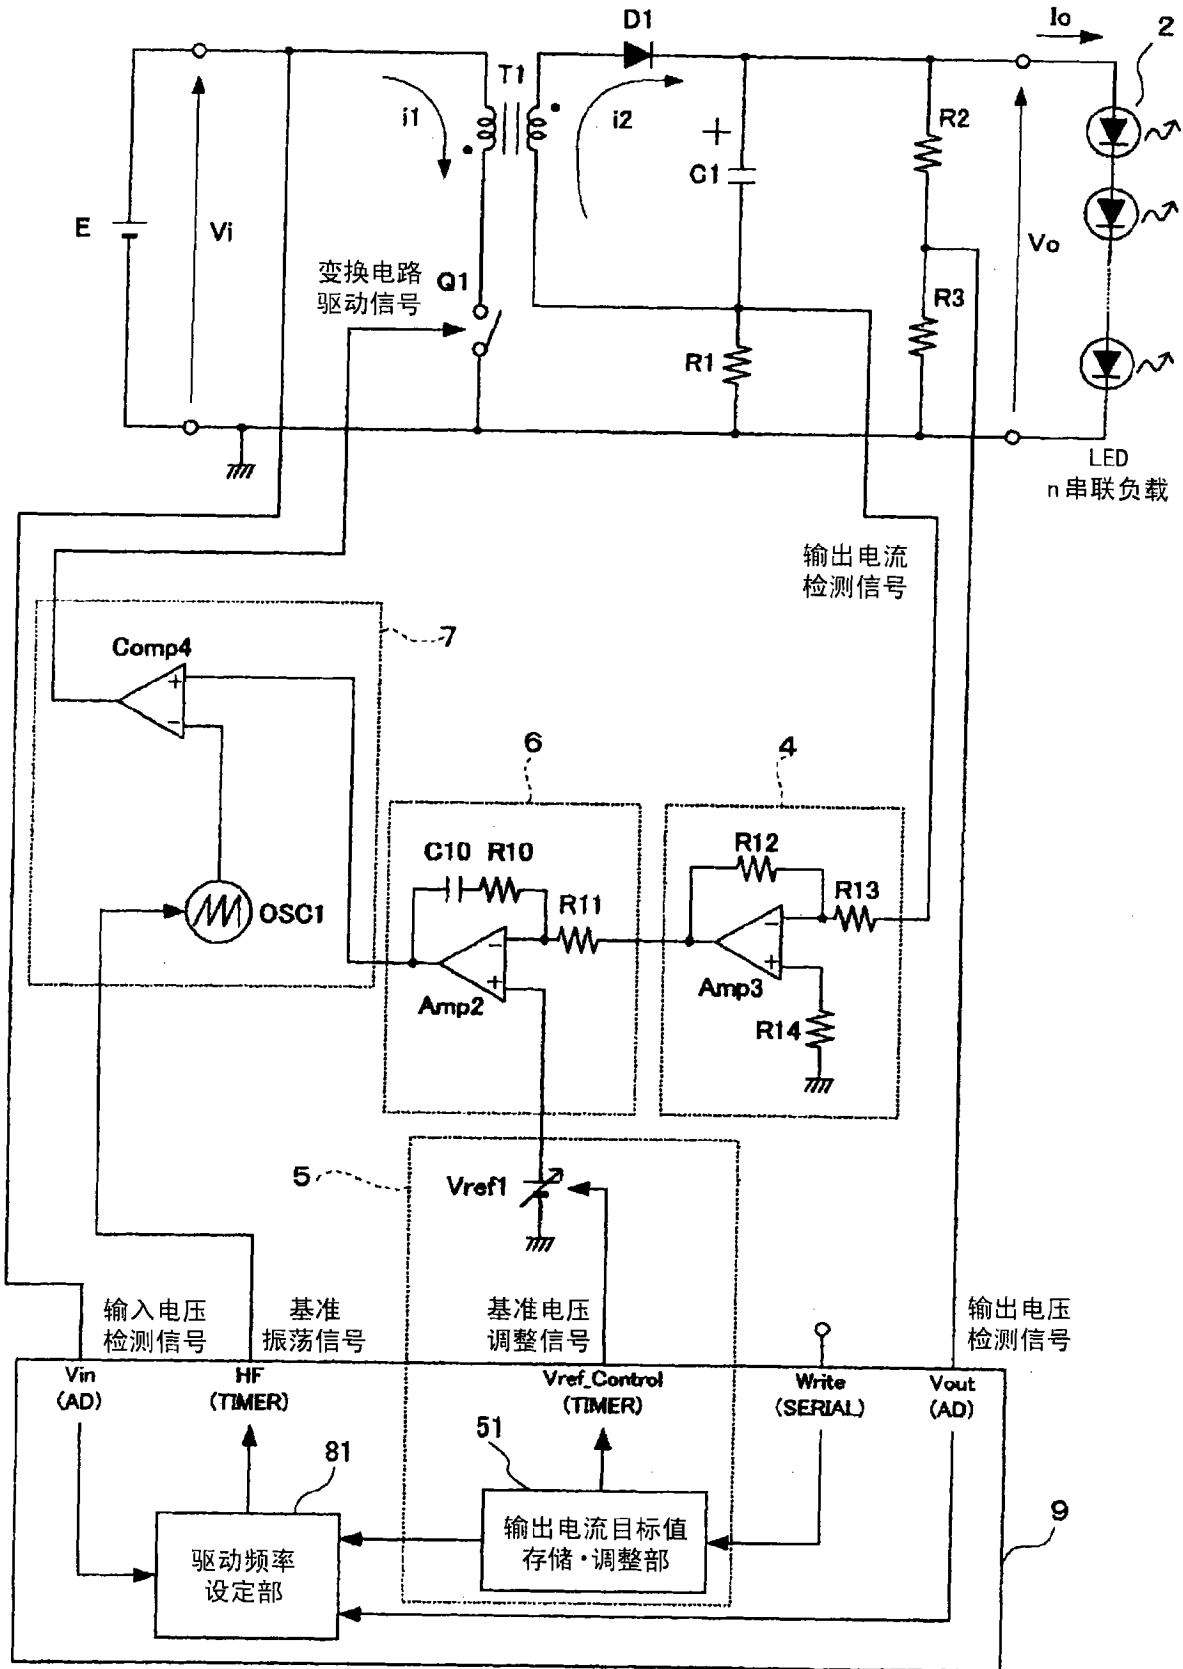 D1
Io
2
T1
i1
i2
R2
C1
E
Vi
Vo
变换电路
驱动信号
Q1
R3
R1
LED
n串联负载
输出电流
检测信号
7
Comp4
6
4
R12
C10
R10
R13
R11
OSC1
Amp3
Amp2
R14
5
Vref1
输入电压
检测信号
基准
振荡信号
基准电压
调整信号
输出电压
检测信号
Vin
(AD)
HF
(TIMER)
Vref_Control
(TIMER)
Write
(SERIAL)
Vout
(AD)
51
81
9
输出电流目标值
存储·调整部
驱动频率
设定部